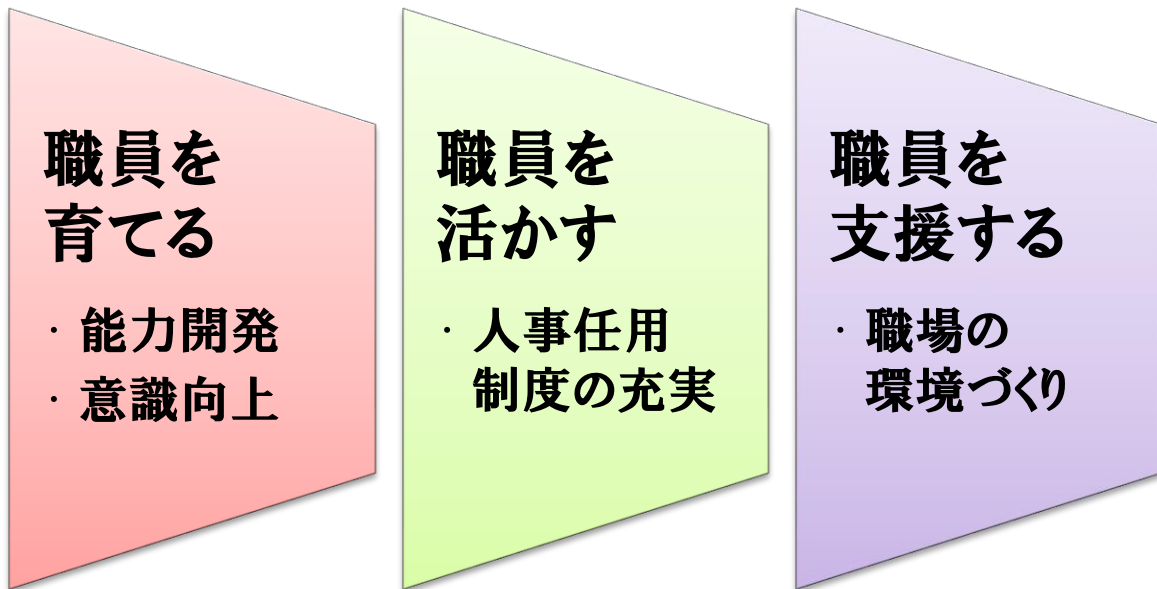 職員を
育てる
・能力開発
・意識向上
職員を
活かす
・人事任用
制度の充実
職員を
支援する
・職場の
環境づくり